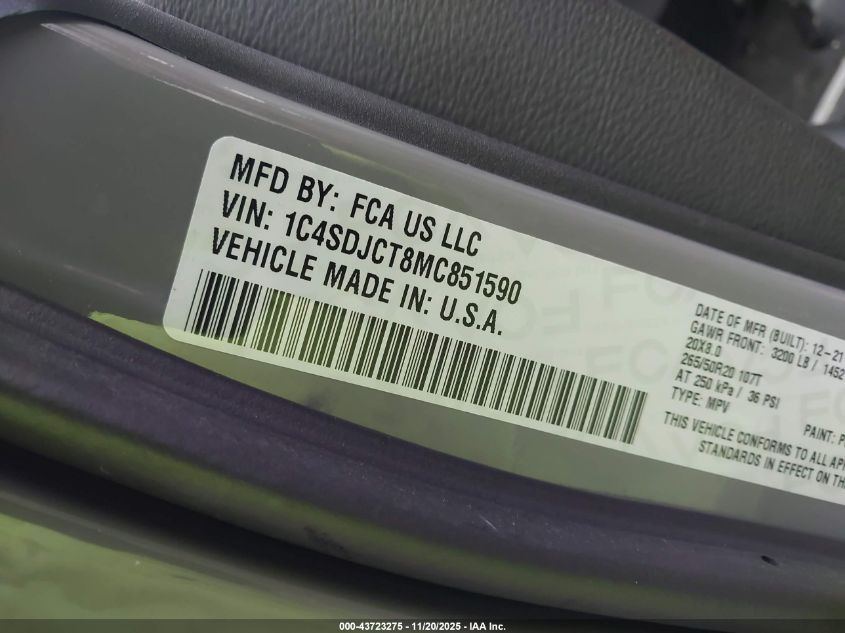 MFD BY: FCA US LLC
VIN: 1C4SDJCT8MC851590
VEHICLE MADE IN: U.S.A.
DATE OF MFR (BUILT): 12-21
GAWR FRONT: 3200 LB / 1452
20X8.0
265/50R20 107T
AT 250 kPa / 36 PSI
TYPE: MPV
PAINT: P
THIS VEHICLE CONFORMS TO ALL
STANDARDS IN EFFECT ON
000-43723275 - 11/20/2025 - IAA Inc.